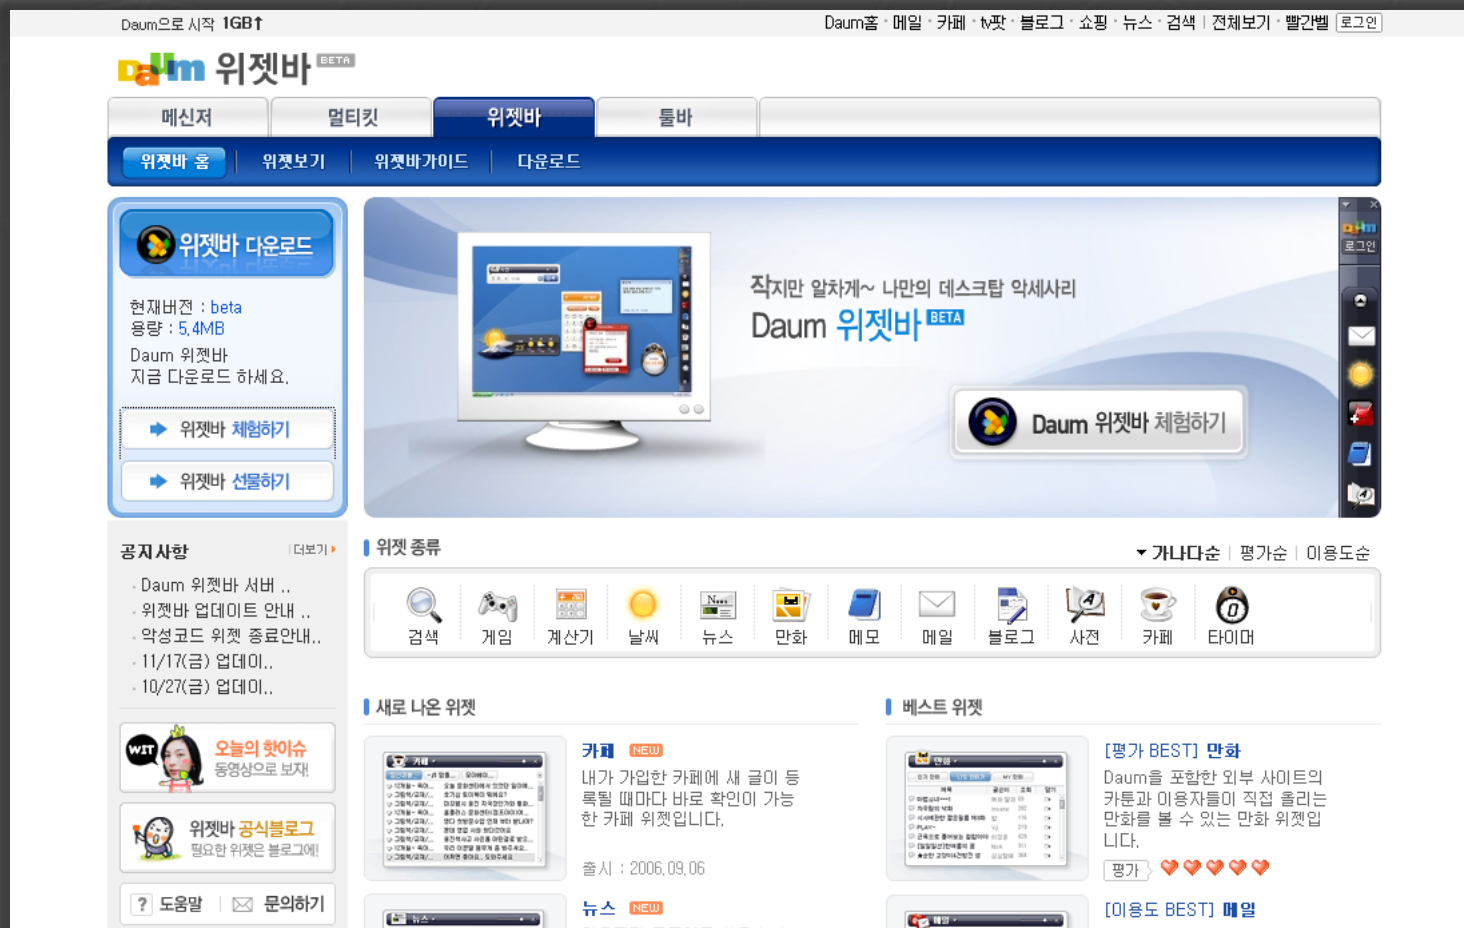 Daum으로 시작 1GB↑
Daum홈 · 메일 · 카페 · tv팟 · 블로그 · 쇼핑 · 뉴스 · 검색 | 전체보기 · 빨간벨 로그인
Daum 위젯바 BETA
메신저 멀티킷 위젯바 툴바
위젯바 홈 위젯보기 위젯바가이드 다운로드
위젯바 다운로드
현재버전 : beta
용량 : 5.4MB
Daum 위젯바
지금 다운로드 하세요.
위젯바 체험하기
위젯바 선물하기
작지만 알차게~ 나만의 데스크탑 악세사리
Daum 위젯바 BETA
Daum 위젯바 체험하기
Daum
로그인
공지사항 더보기
Daum 위젯바 서버 ..
위젯바 업데이트 안내 ..
악성코드 위젯 종료안내..
11/17(금) 업데이..
10/27(금) 업데이..
WIT 오늘의 핫이슈
동영상으로 보자!
위젯바 공식블로그
필요한 위젯은 블로그에!
? 도움말 문의하기
위젯 종류
가나다순 | 평가순 | 이용도순
검색 게임 계산기 날씨 뉴스 만화 메모 메일 블로그 사전 카페 타이머
새로 나온 위젯
카페
카페 NEW
내가 가입한 카페에 새 글이 등
록될 때마다 바로 확인이 가능
한 카페 위젯입니다.
출시 : 2006.09.06
뉴스
뉴스 NEW
베스트 위젯
만화
[평가 BEST] 만화
Daum을 포함한 외부 사이트의
카툰과 이용자들이 직접 올리는
만화를 볼 수 있는 만화 위젯입
니다.
평가
메일
[이용도 BEST] 메일